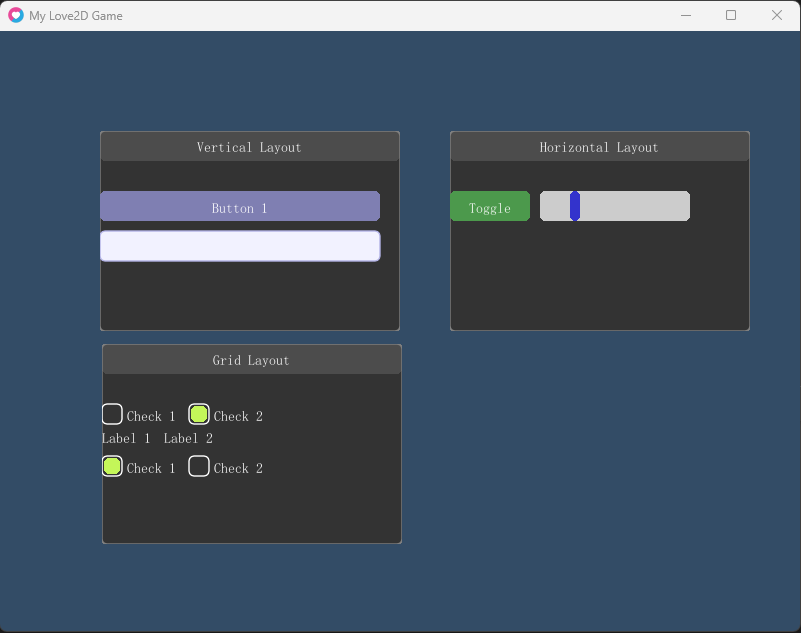 My Love2D Game
Vertical Layout
Button 1
Horizontal Layout
Toggle
Grid Layout
Check 1 Check 2
Label 1 Label 2
Check 1 Check 2